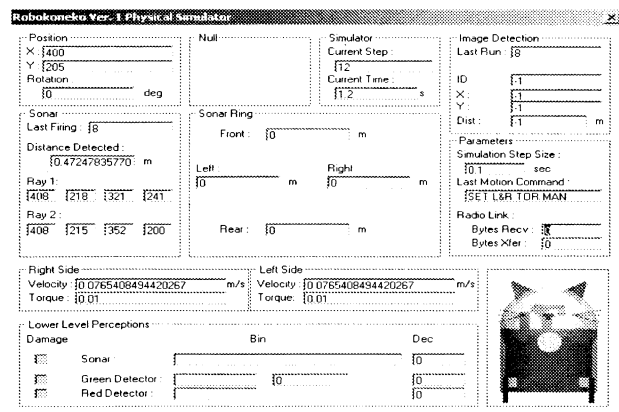 Robokoneko Ver. 1 Physical Simulator
Position
X : 400
Y : 205
Rotation
0 deg
Null
Simulator
Current Step :
12
Current Time :
1.2 s
Image Detection
Last Run : 8
ID -1
X : -1
Y : -1
Dist : -1 m
Sonar
Last Firing : 8
Distance Detected :
0.47247835770 m
Ray 1:
408 218 321 241
Ray 2 :
408 215 352 200
Sonar Ring
Front : 0 m
Left : Right
0 m 0 m
Rear : 0 m
Parameters
Simulation Step Size :
0.1 sec
Last Motion Command :
SET L&R TOR MAN
Radio Link :
Bytes Recv :
Bytes Xfer : 0
Right Side
Velocity : 0.0765408494420267 m/s
Torque : 0.01
Left Side
Velocity : 0.0765408494420267 m/s
Torque: 0.01
Lower Level Perceptions
Damage Bin Dec
Sonar : 0
Green Detector : 0 0
Red Detector : 0